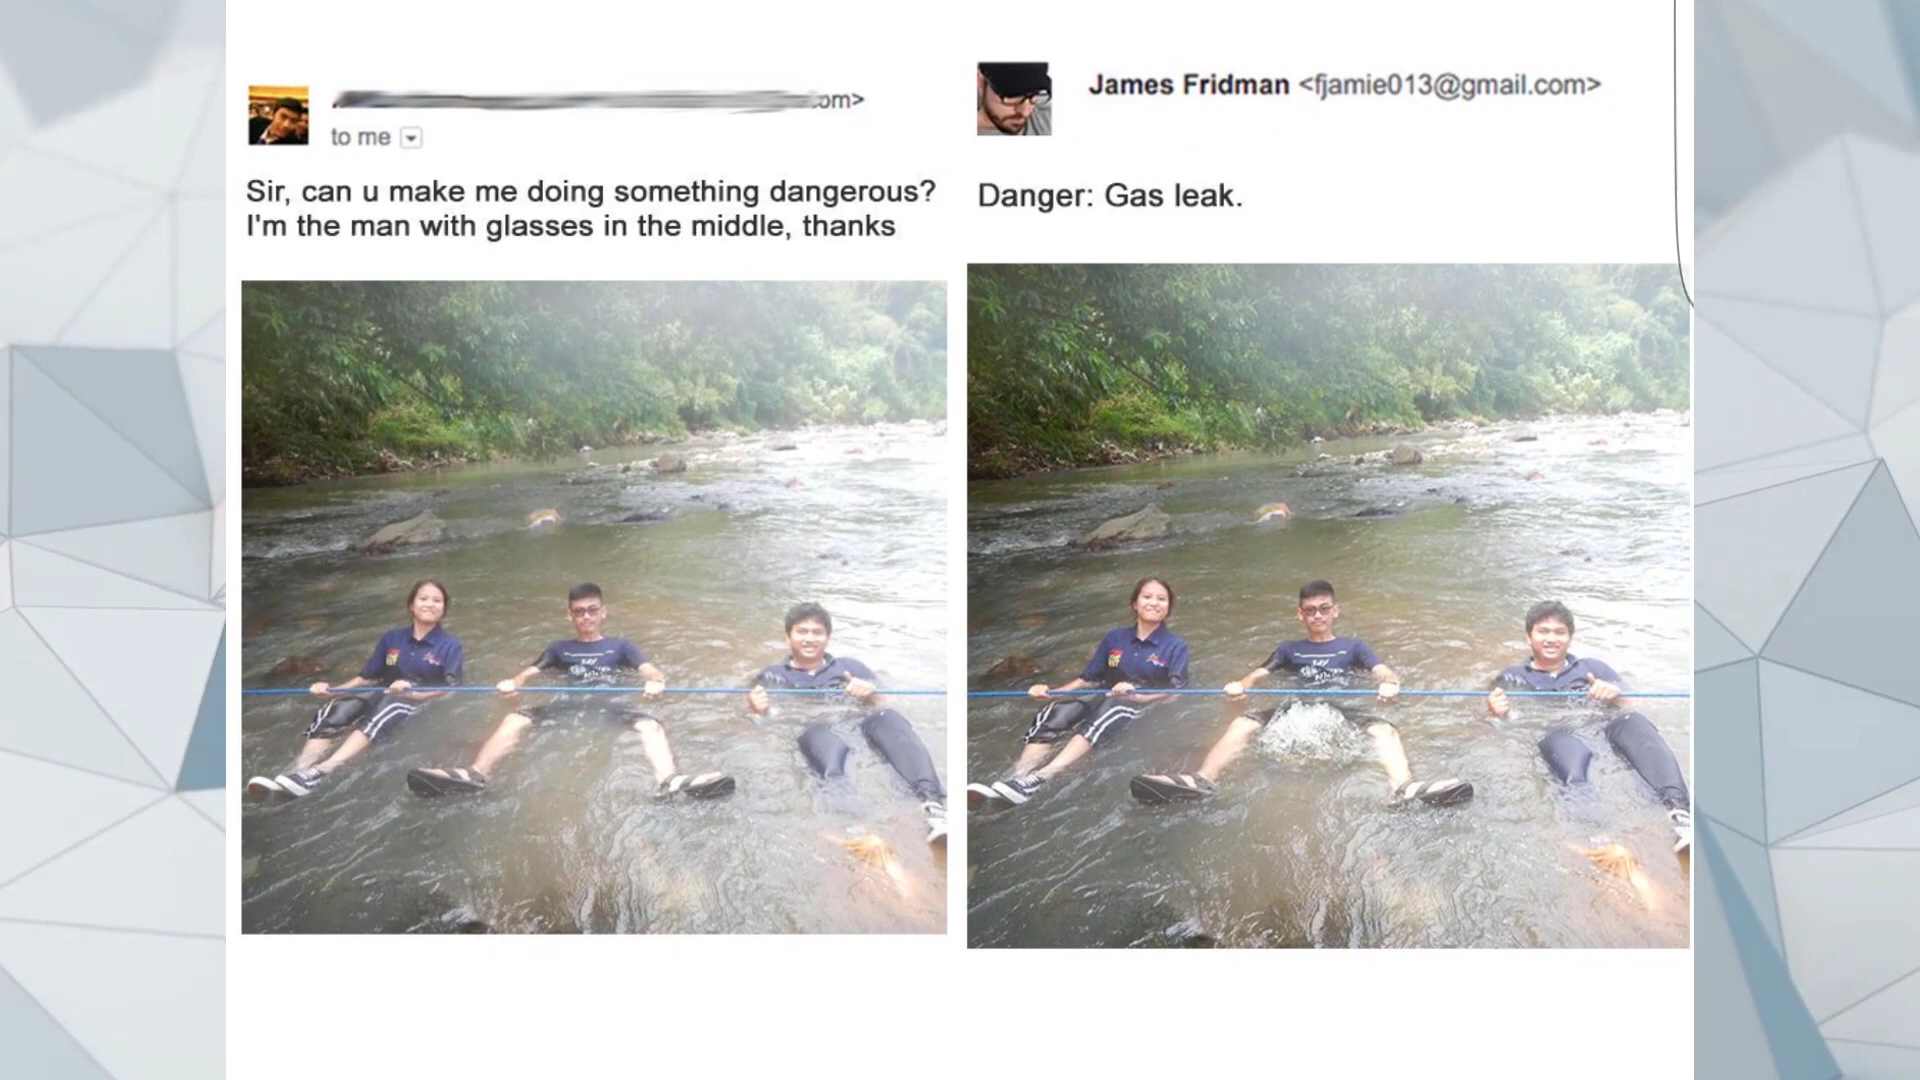 om>
to me
Sir, can u make me doing something dangerous?
I'm the man with glasses in the middle, thanks
James Fridman <fjamie013@gmail.com>
Danger: Gas leak.